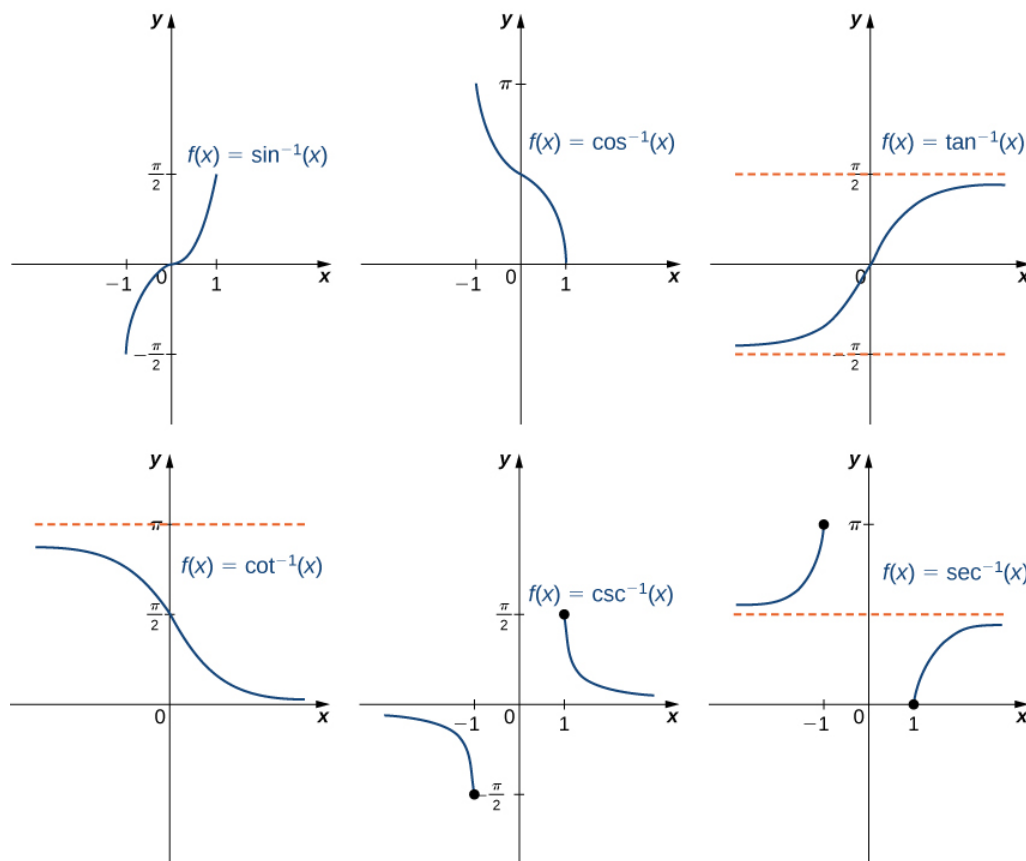 y
f(x) = sin⁻¹(x)
π/2
−1 0 1 x
−π/2
y
π
f(x) = cos⁻¹(x)
−1 0 1 x
y
f(x) = tan⁻¹(x)
π/2
0 x
−π/2
y
π
f(x) = cot⁻¹(x)
π/2
0 x
y
f(x) = csc⁻¹(x)
π/2
−1 0 1 x
−π/2
y
π
f(x) = sec⁻¹(x)
−1 0 1 x